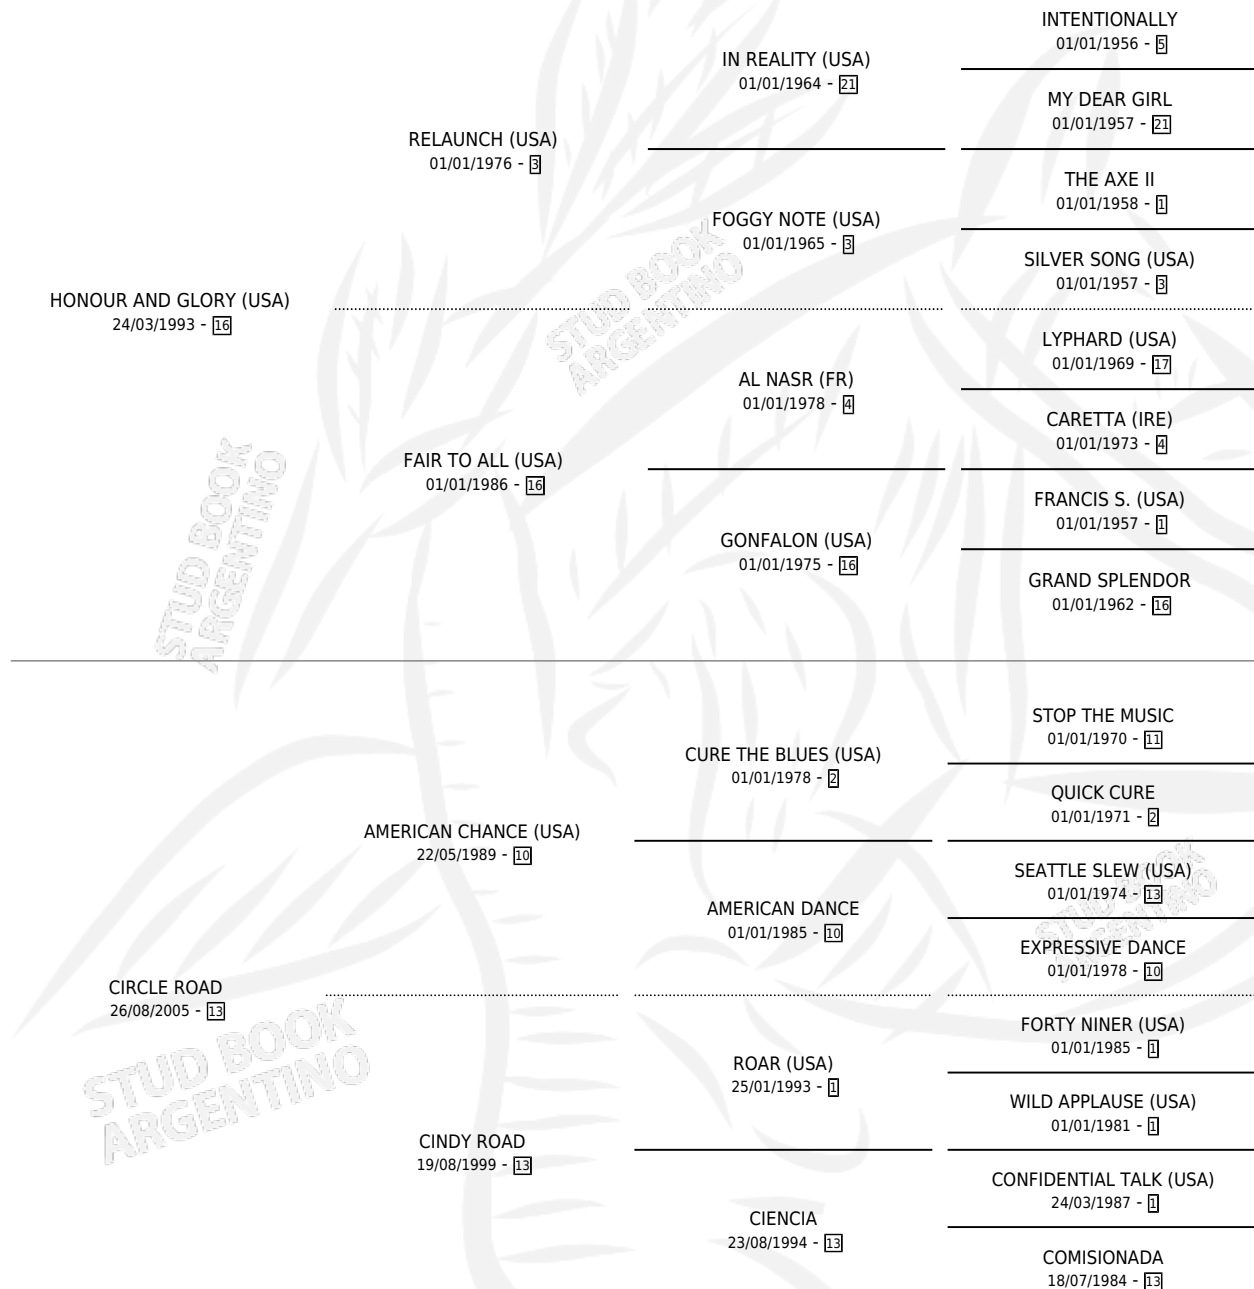 INTENTIONALLY
01/01/1956 - 5
IN REALITY (USA)
01/01/1964 - 21
MY DEAR GIRL
01/01/1957 - 21
RELAUNCH (USA)
01/01/1976 - 3
THE AXE II
01/01/1958 - 1
FOGGY NOTE (USA)
01/01/1965 - 3
SILVER SONG (USA)
01/01/1957 - 3
HONOUR AND GLORY (USA)
24/03/1993 - 16
LYPHARD (USA)
01/01/1969 - 17
AL NASR (FR)
01/01/1978 - 4
CARETTA (IRE)
01/01/1973 - 4
FAIR TO ALL (USA)
01/01/1986 - 16
FRANCIS S. (USA)
01/01/1957 - 1
GONFALON (USA)
01/01/1975 - 16
GRAND SPLENDOR
01/01/1962 - 16
STOP THE MUSIC
01/01/1970 - 11
CURE THE BLUES (USA)
01/01/1978 - 2
QUICK CURE
01/01/1971 - 2
AMERICAN CHANCE (USA)
22/05/1989 - 10
SEATTLE SLEW (USA)
01/01/1974 - 13
AMERICAN DANCE
01/01/1985 - 10
EXPRESSIVE DANCE
01/01/1978 - 10
CIRCLE ROAD
26/08/2005 - 13
FORTY NINER (USA)
01/01/1985 - 1
ROAR (USA)
25/01/1993 - 1
WILD APPLAUSE (USA)
01/01/1981 - 1
CINDY ROAD
19/08/1999 - 13
CONFIDENTIAL TALK (USA)
24/03/1987 - 1
CIENCIA
23/08/1994 - 13
COMISIONADA
18/07/1984 - 13
STUD BOOK
ARGENTINO
STUD BOOK
ARGENTINO
STUD BOOK
ARGENTINO
STUD BOOK
ARGENTINO